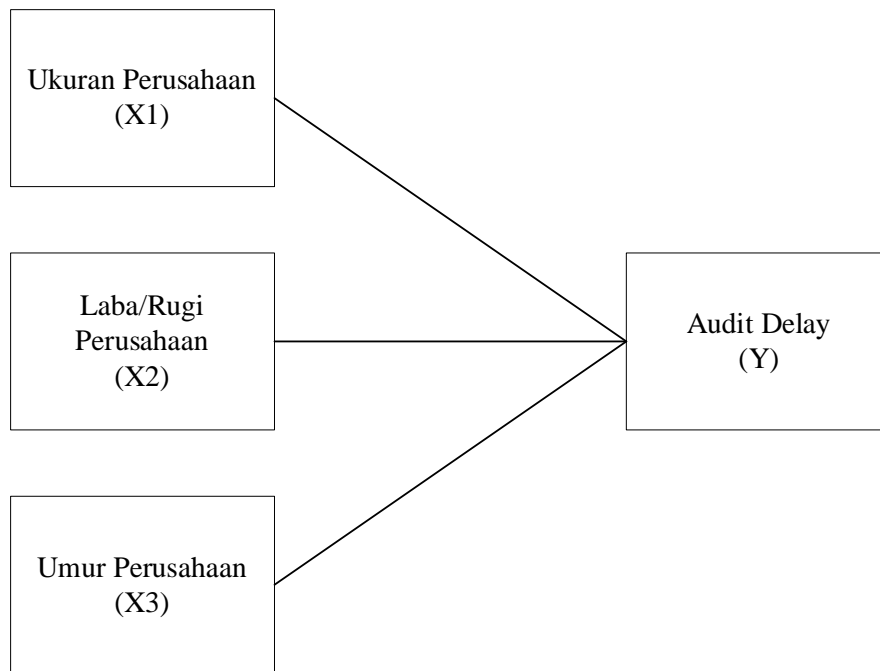 Ukuran Perusahaan
(X1)
Laba/Rugi
Perusahaan
(X2)
Audit Delay
(Y)
Umur Perusahaan
(X3)